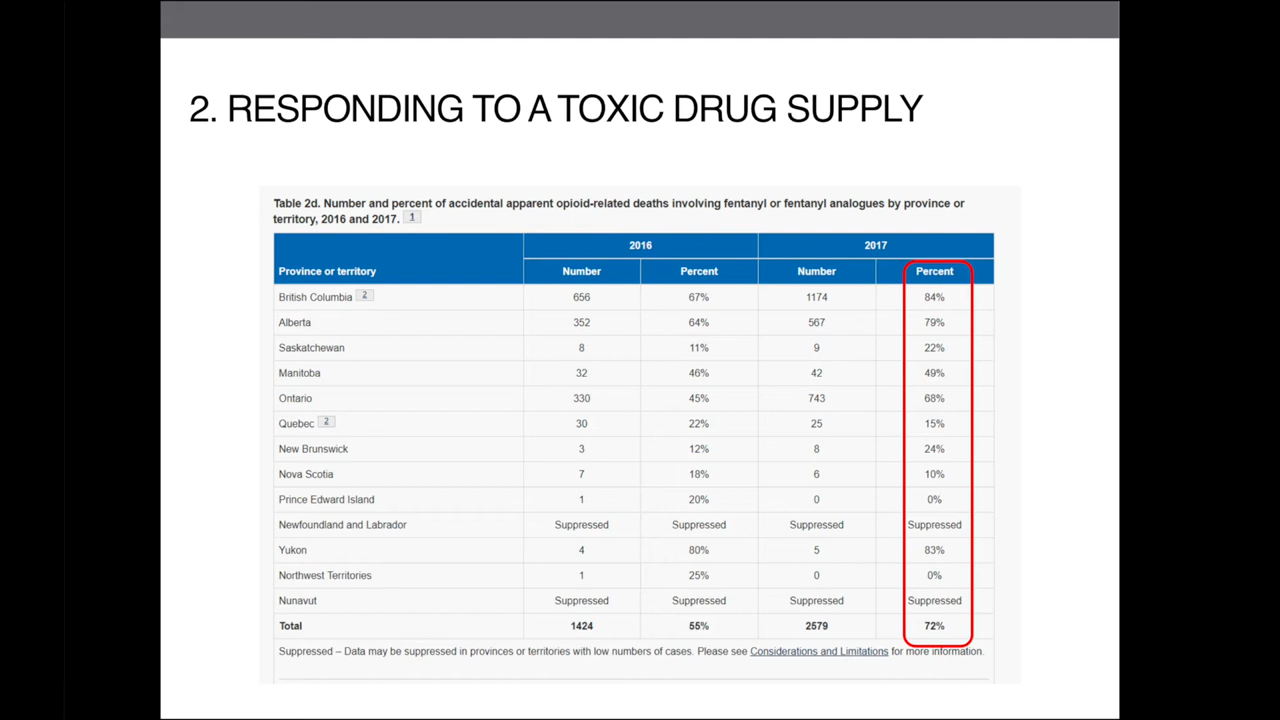 2. RESPONDING TO A TOXIC DRUG SUPPLY
Table 2d. Number and percent of accidental apparent opioid-related deaths involving fentanyl or fentanyl analogues by province or
territory, 2016 and 2017. 1
2016 2017
Province or territory Number Percent Number Percent
British Columbia 2 656 67% 1174 84%
Alberta 352 64% 567 79%
Saskatchewan 8 11% 9 22%
Manitoba 32 46% 42 49%
Ontario 330 45% 743 68%
Quebec 2 30 22% 25 15%
New Brunswick 3 12% 8 24%
Nova Scotia 7 18% 6 10%
Prince Edward Island 1 20% 0 0%
Newfoundland and Labrador Suppressed Suppressed Suppressed Suppressed
Yukon 4 80% 5 83%
Northwest Territories 1 25% 0 0%
Nunavut Suppressed Suppressed Suppressed Suppressed
Total 1424 55% 2579 72%
Suppressed – Data may be suppressed in provinces or territories with low numbers of cases. Please see Considerations and Limitations for more information.